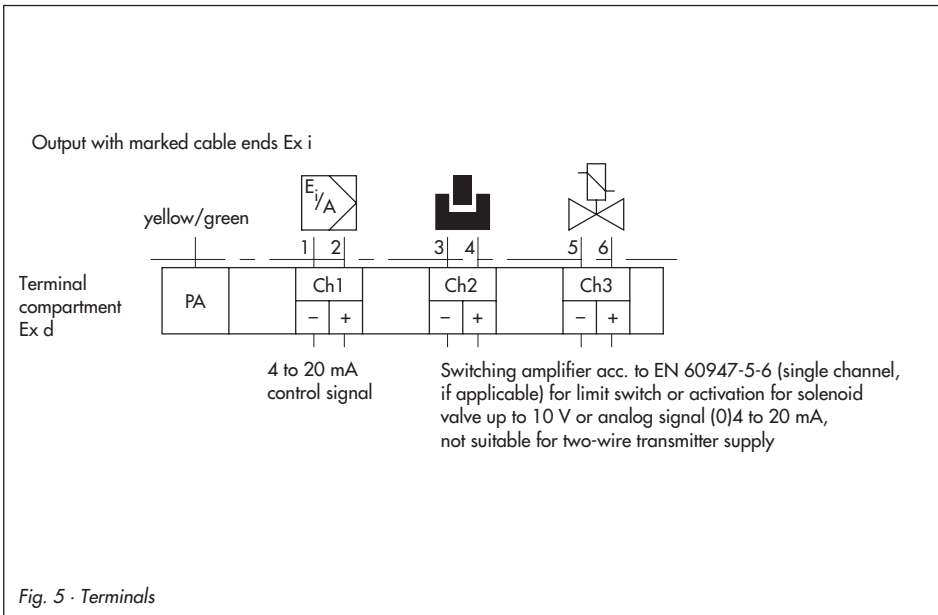 Output with marked cable ends Ex i
E i/A
yellow/green
1 2 3 4 5 6
Terminal
compartment
Ex d
PA Ch1 Ch2 Ch3
– + – + – +
4 to 20 mA
control signal
Switching amplifier acc. to EN 60947-5-6 (single channel,
if applicable) for limit switch or activation for solenoid
valve up to 10 V or analog signal (0)4 to 20 mA,
not suitable for two-wire transmitter supply
Fig. 5 · Terminals